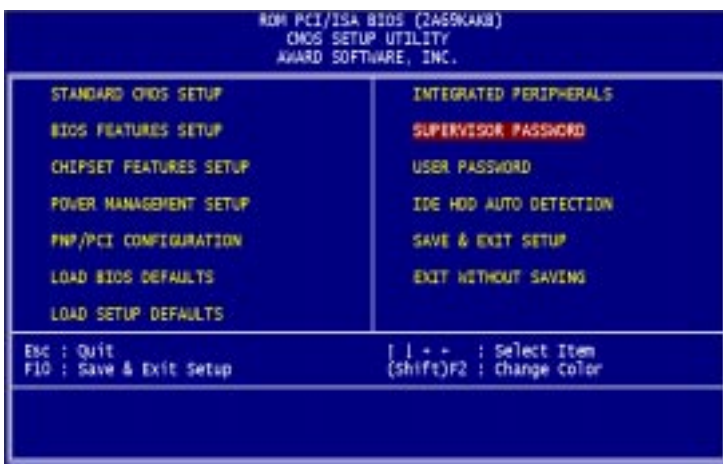 ROM PCI/ISA BIOS (2A69KAKB)
CMOS SETUP UTILITY
AWARD SOFTWARE, INC.
STANDARD CMOS SETUP
BIOS FEATURES SETUP
CHIPSET FEATURES SETUP
POWER MANAGEMENT SETUP
PNP/PCI CONFIGURATION
LOAD BIOS DEFAULTS
LOAD SETUP DEFAULTS
INTEGRATED PERIPHERALS
SUPERVISOR PASSWORD
USER PASSWORD
IDE HDD AUTO DETECTION
SAVE & EXIT SETUP
EXIT WITHOUT SAVING
Esc : Quit
F10 : Save & Exit Setup
: Select Item
(Shift)F2 : Change Color